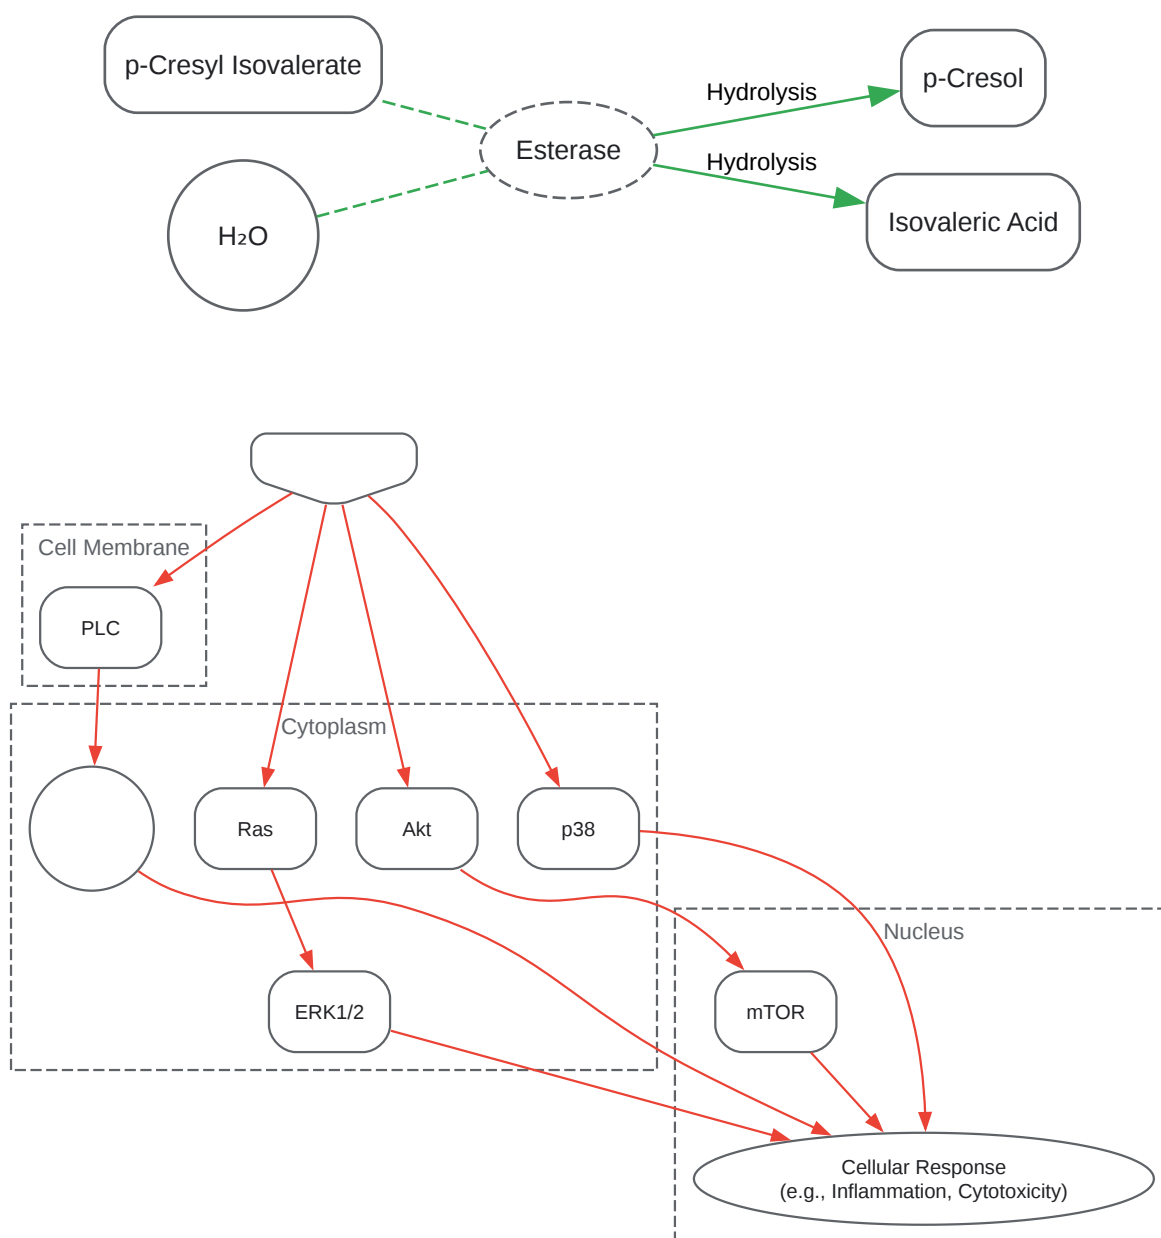 p-Cresyl Isovalerate
p-Cresol
Hydrolysis
Esterase
Hydrolysis
H₂O
Isovaleric Acid
Cell Membrane
PLC
Cytoplasm
Ras
Akt
p38
Nucleus
ERK1/2
mTOR
Cellular Response
(e.g., Inflammation, Cytotoxicity)